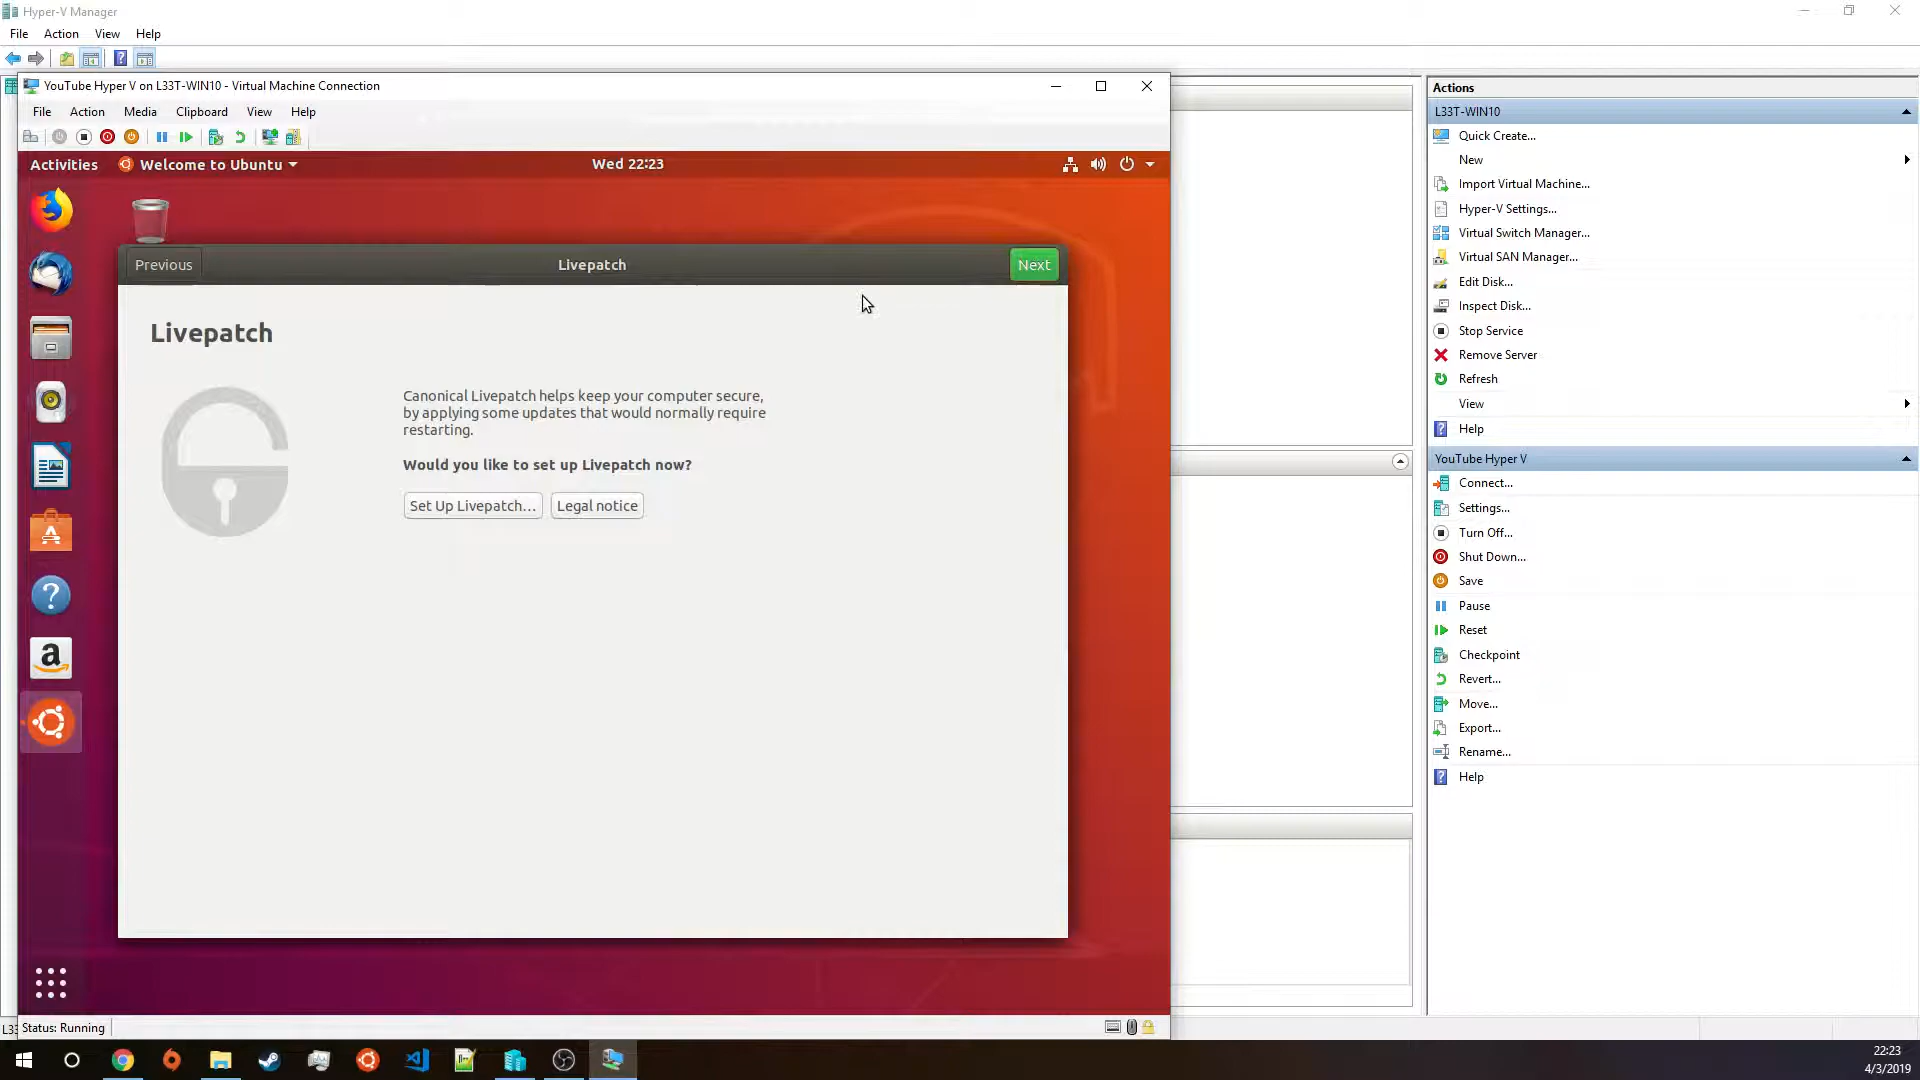 Hyper-V Manager
File Action View Help
YouTube Hyper V on L33T-WIN10 - Virtual Machine Connection
File Action Media Clipboard View Help
Activities Welcome to Ubuntu Wed 22:23
Previous Livepatch Next
Livepatch
Canonical Livepatch helps keep your computer secure,
by applying some updates that would normally require
restarting.
Would you like to set up Livepatch now?
Set Up Livepatch... Legal notice
L33
Status: Running
Actions
L33T-WIN10
Quick Create...
New
Import Virtual Machine...
Hyper-V Settings...
Virtual Switch Manager...
Virtual SAN Manager...
Edit Disk...
Inspect Disk...
Stop Service
Remove Server
Refresh
View
Help
YouTube Hyper V
Connect...
Settings...
Turn Off...
Shut Down...
Save
Pause
Reset
Checkpoint
Revert...
Move...
Export...
Rename...
Help
22:23
4/3/2019